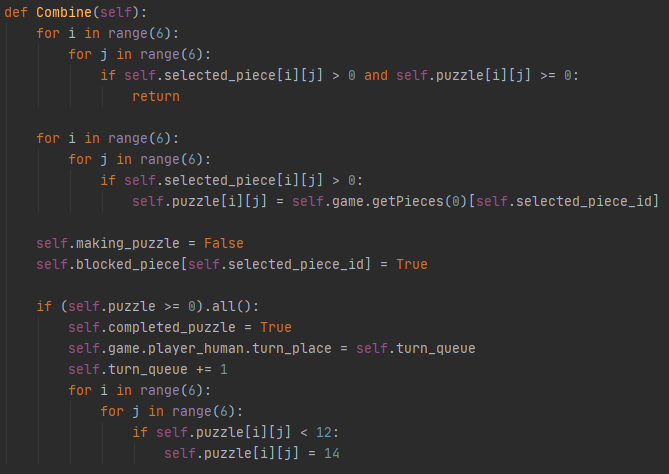 def Combine(self):
    for i in range(6):
        for j in range(6):
            if self.selected_piece[i][j] > 0 and self.puzzle[i][j] >= 0:
                return

    for i in range(6):
        for j in range(6):
            if self.selected_piece[i][j] > 0:
                self.puzzle[i][j] = self.game.getPieces(0)[self.selected_piece_id]

    self.making_puzzle = False
    self.blocked_piece[self.selected_piece_id] = True

    if (self.puzzle >= 0).all():
        self.completed_puzzle = True
        self.game.player_human.turn_place = self.turn_queue
        self.turn_queue += 1
        for i in range(6):
            for j in range(6):
                if self.puzzle[i][j] < 12:
                    self.puzzle[i][j] = 14